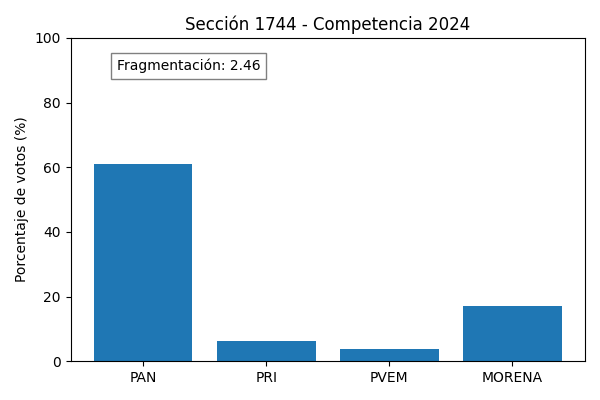 Sección 1744 - Competencia 2024
Fragmentación: 2.46
Porcentaje de votos (%)
100
80
60
40
20
0
PAN PRI PVEM MORENA